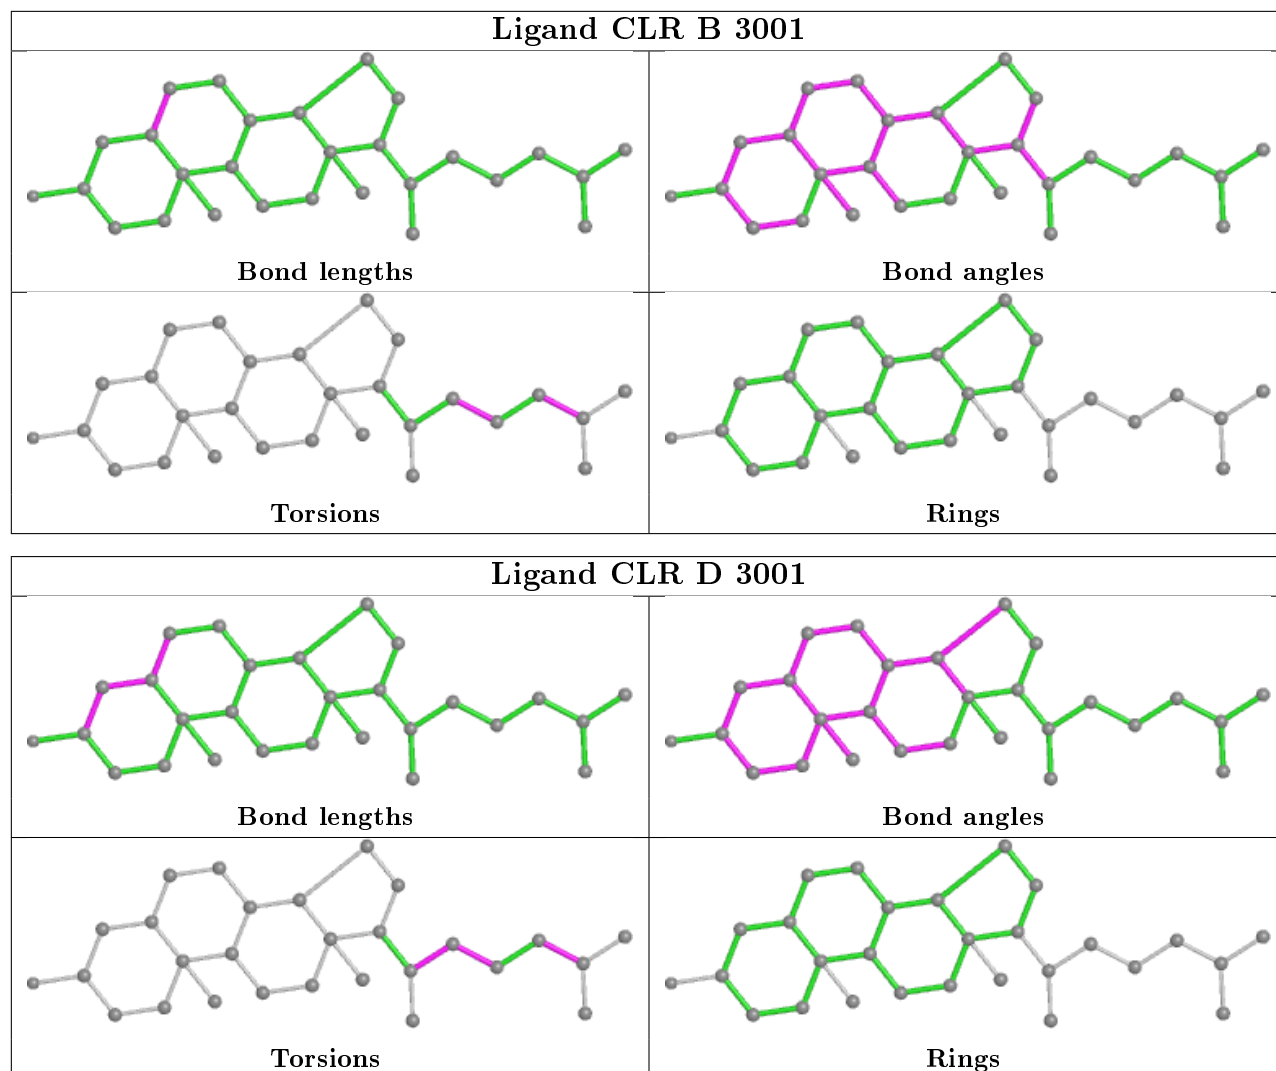 Ligand CLR B 3001
Bond lengths
Bond angles
Torsions
Rings
Ligand CLR D 3001
Bond lengths
Bond angles
Torsions
Rings